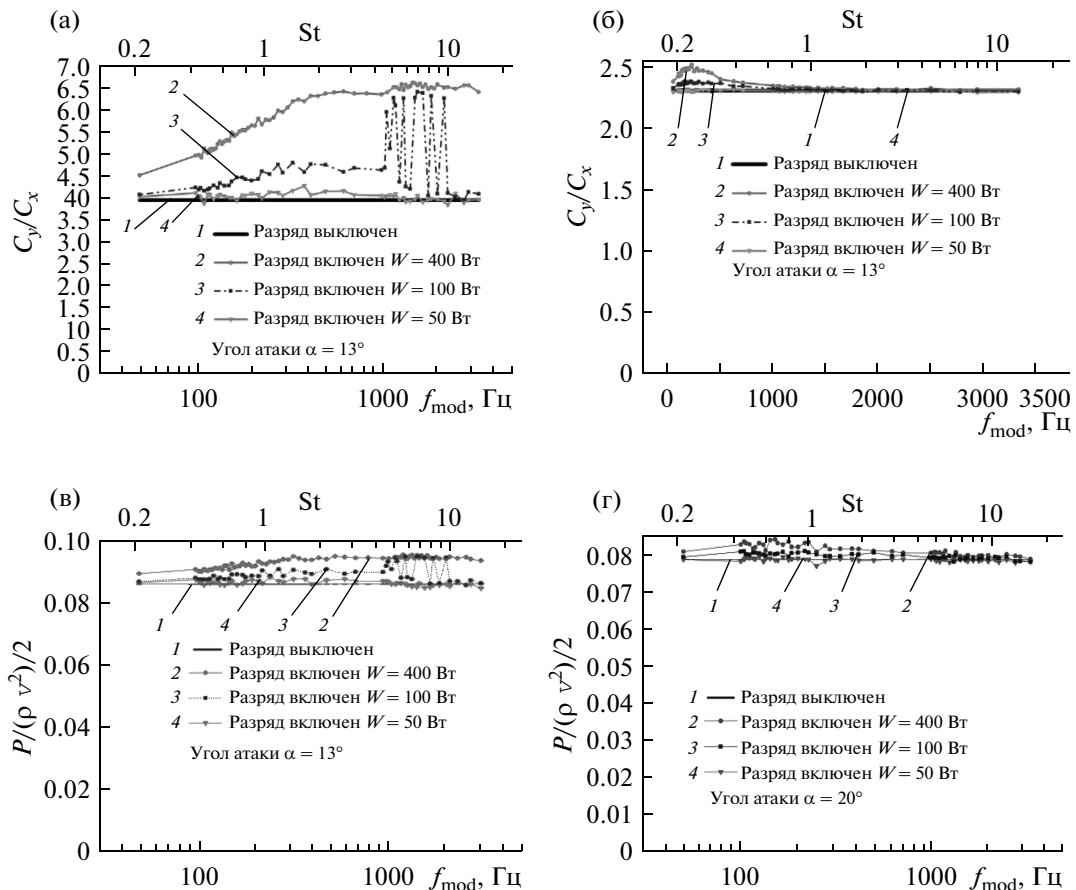 (а)
St
0.2
1
10
7.0
6.5
6.0
5.5
5.0
4.5
40
3.5
3.0
2.5
2.0
1.5
10
0.5
0
C_y/C_x
2
3
1
4
1 Разряд выключен
2 Разряд включен W = 400 Вт
3 Разряд включен W = 100 Вт
4 Разряд включен W = 50 Вт
Угол атаки α = 13°
100
1000
f_mod, Гц
(б)
St
0.2
1
10
2.5
2.0
1.5
1.0
0.5
0
C_y/C_x
2
3
1
4
1 Разряд выключен
2 Разряд включен W = 400 Вт
3 Разряд включен W = 100 Вт
4 Разряд включен W = 50 Вт
Угол атаки α = 13°
0
1000
2000
3000
3500
f_mod, Гц
(в)
St
0.2
1
10
0.10
0.08
0.06
0.04
0.02
0
P/(ρ v²)/2
1
4
3
2
1 Разряд выключен
2 Разряд включен W = 400 Вт
3 Разряд включен W = 100 Вт
4 Разряд включен W = 50 Вт
Угол атаки α = 13°
100
1000
f_mod, Гц
(г)
St
0.2
1
10
0.08
0.07
0.06
0.05
0.04
0.03
0.02
0.01
0
P/(ρ v²)/2
1
4
3
2
1 Разряд выключен
2 Разряд включен W = 400 Вт
3 Разряд включен W = 100 Вт
4 Разряд включен W = 50 Вт
Угол атаки α = 20°
100
1000
f_mod, Гц